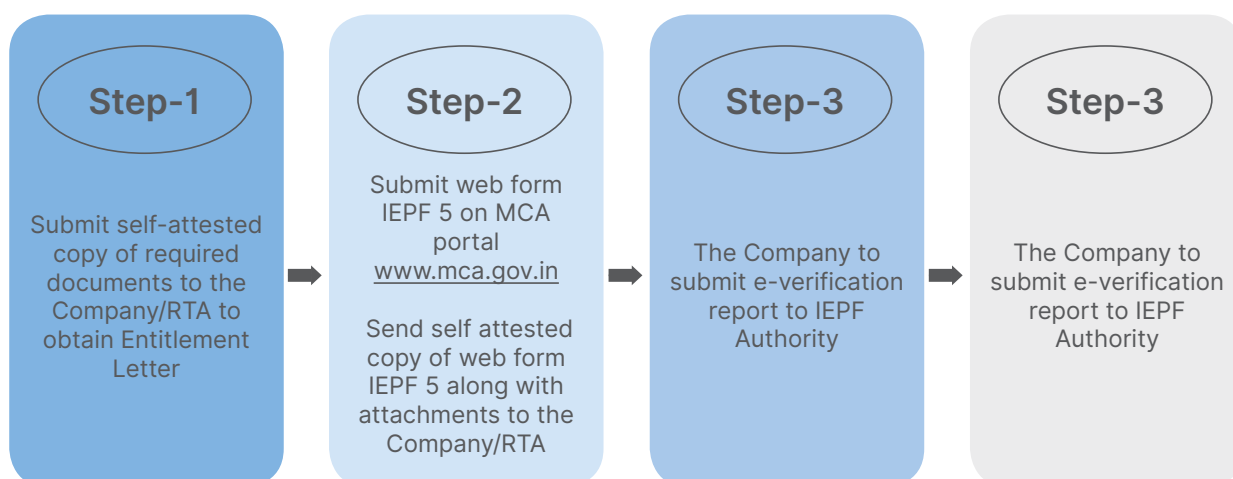 Step-1
Submit self-attested
copy of required
documents to the
Company/RTA to
obtain Entitlement
Letter
Step-2
Submit web form
IEPF 5 on MCA
portal
www.mca.gov.in
Send self attested
copy of web form
IEPF 5 along with
attachments to the
Company/RTA
Step-3
The Company to
submit e-verification
report to IEPF
Authority
Step-3
The Company to
submit e-verification
report to IEPF
Authority